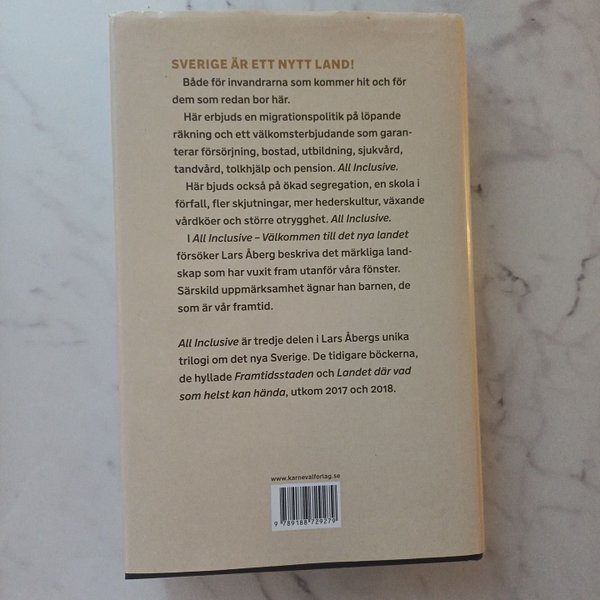 SVERIGE ÄR ETT NYTT LAND!
Både för invandrarna som kommer hit och för
dem som redan bor här.
Här erbjuds en migrationspolitik på löpande
räkning och ett välkomsterbjudande som garan-
terar försörjning, bostad, utbildning, sjukvård,
tandvård, tolkhjälp och pension. All Inclusive.
Här bjuds också på ökad segregation, en skola i
förfall, fler skjutningar, mer hederskultur, växande
vårdköer och större otrygghet. All Inclusive.
I All Inclusive – Välkommen till det nya landet
försöker Lars Åberg beskriva det märkliga land-
skap som har vuxit fram utanför våra fönster.
Särskild uppmärksamhet ägnar han barnen, de
som är vår framtid.
All Inclusive är tredje delen i Lars Åbergs unika
trilogi om det nya Sverige. De tidigare böckerna,
de hyllade Framtidsstaden och Landet där vad
som helst kan hända, utkom 2017 och 2018.
www.karnevalforlag.se
9 789188 729279